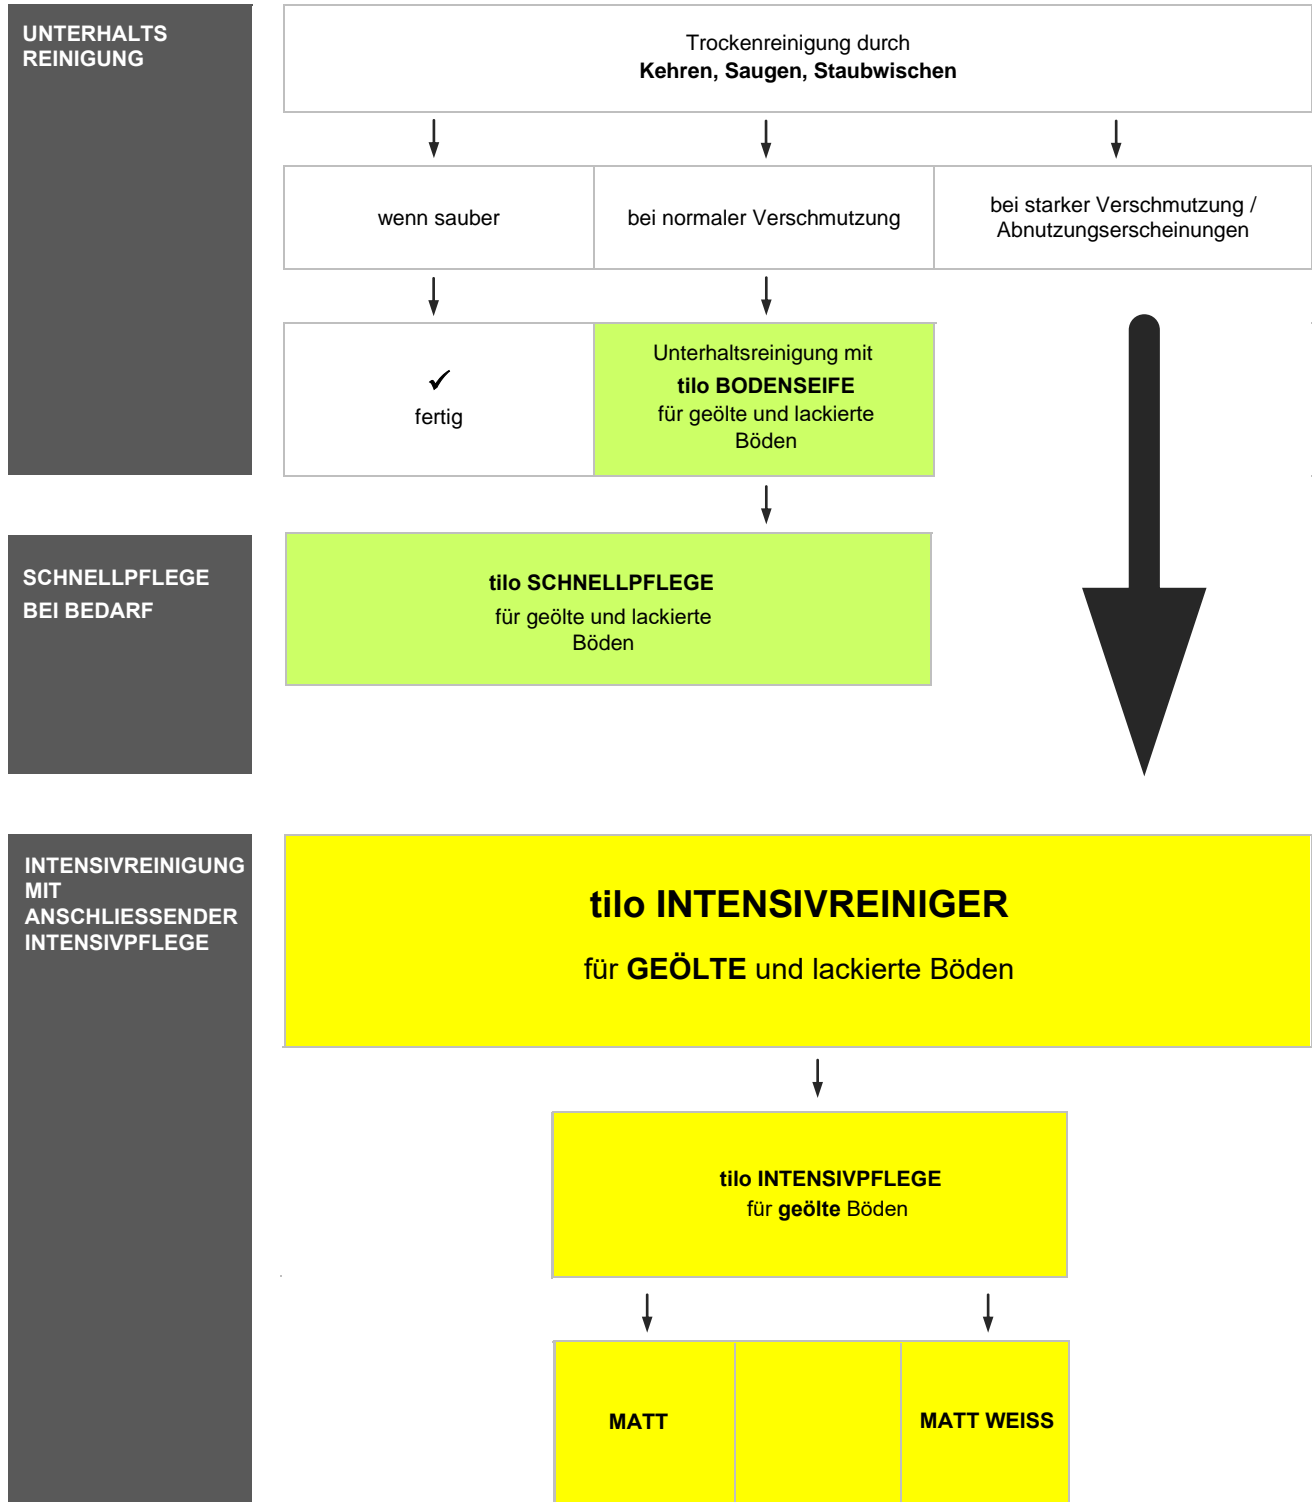 UNTERHALTS
REINIGUNG
Trockenreinigung durch
Kehren, Saugen, Staubwischen
wenn sauber
bei normaler Verschmutzung
bei starker Verschmutzung /
Abnutzungserscheinungen
✓
fertig
Unterhaltsreinigung mit
tilo BODENSEIFE
für geölte und lackierte
Böden
SCHNELLPFLEGE
BEI BEDARF
tilo SCHNELLPFLEGE
für geölte und lackierte
Böden
INTENSIVREINIGUNG
MIT
ANSCHLIESSENDER
INTENSIVPFLEGE
tilo INTENSIVREINIGER
für GEÖLTE und lackierte Böden
tilo INTENSIVPFLEGE
für geölte Böden
MATT
MATT WEISS